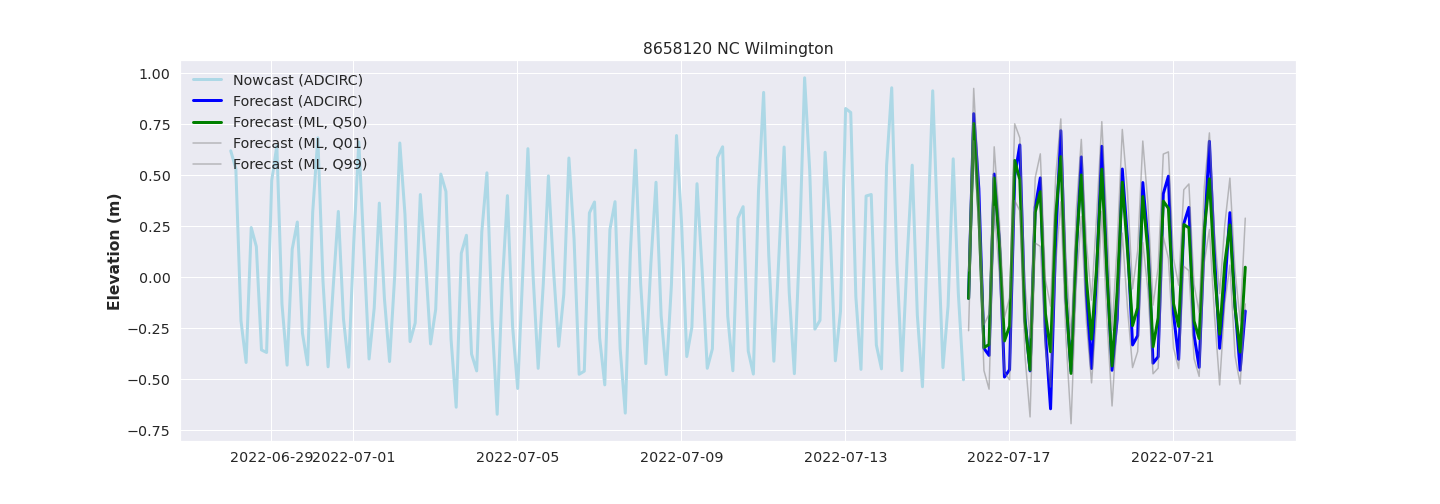 8658120 NC Wilmington
Nowcast (ADCIRC)
Forecast (ADCIRC)
Forecast (ML, Q50)
Forecast (ML, Q01)
Forecast (ML, Q99)
Elevation (m)
1.00
0.75
0.50
0.25
0.00
−0.25
−0.50
−0.75
2022-06-29 2022-07-01 2022-07-05 2022-07-09 2022-07-13 2022-07-17 2022-07-21